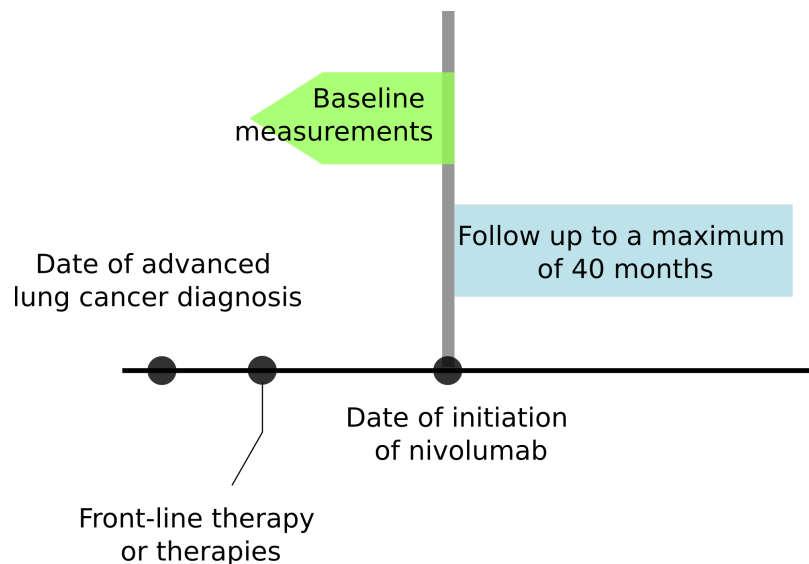 Baseline
measurements
Follow up to a maximum
of 40 months
Date of advanced
lung cancer diagnosis
Date of initiation
of nivolumab
Front-line therapy
or therapies